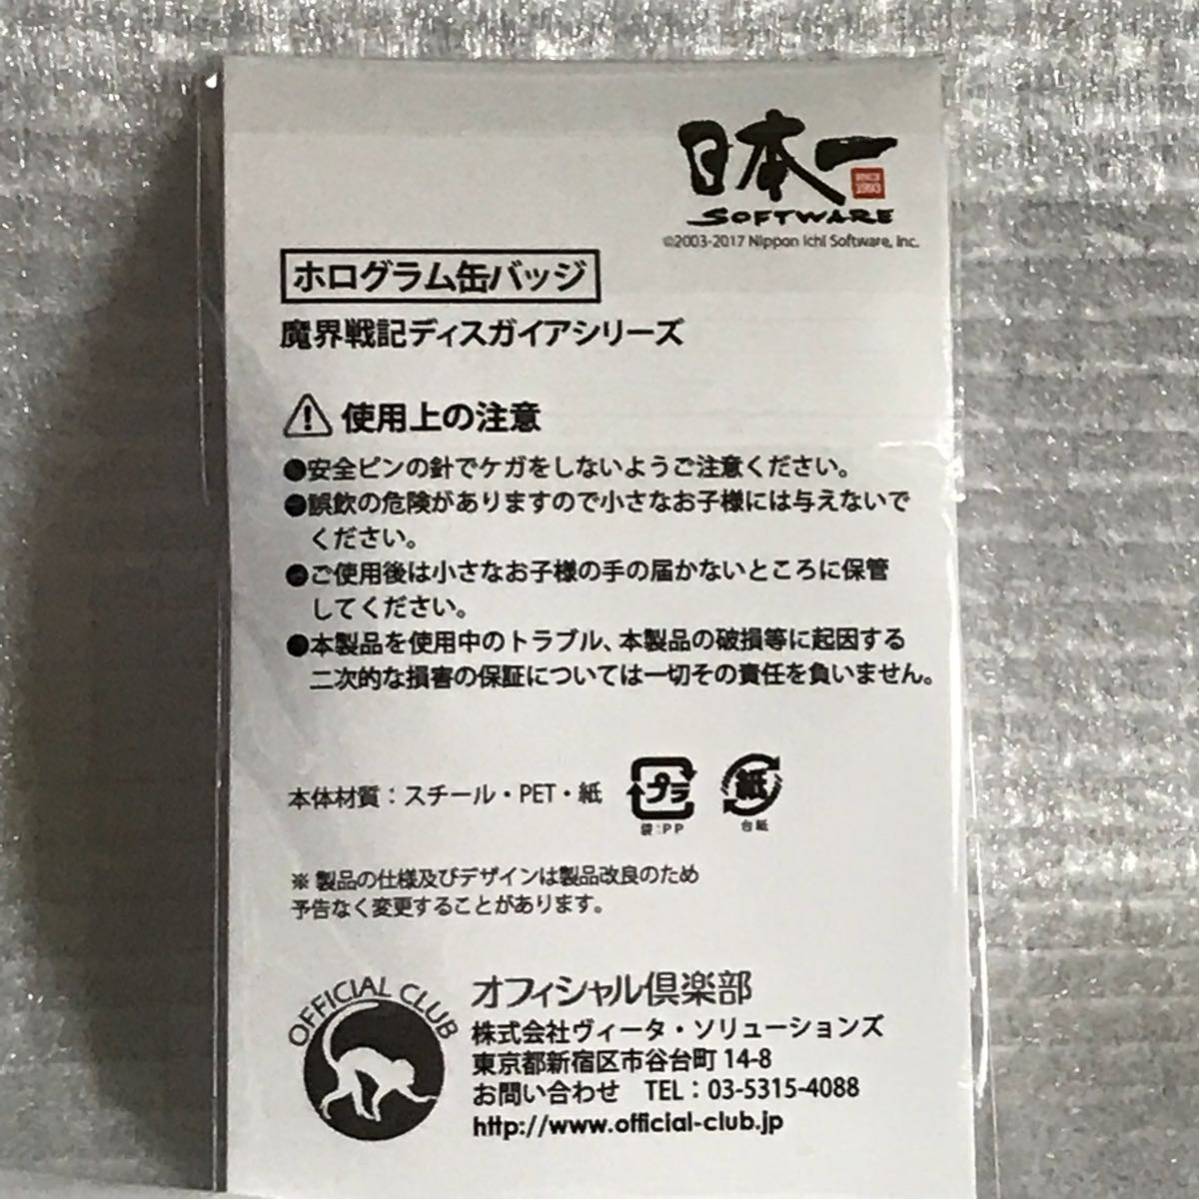 日本一
SINCE
1993
SOFTWARE
©2003-2017 Nippon Ichi Software, Inc.
ホログラム缶バッジ
魔界戦記ディスガイアシリーズ
使用上の注意
●安全ピンの針でケガをしないようご注意ください。
●誤飲の危険がありますので小さなお子様には与えないで
ください。
●ご使用後は小さなお子様の手の届かないところに保管
してください。
●本製品を使用中のトラブル、本製品の破損等に起因する
二次的な損害の保証については一切その責任を負いません。
本体材質：スチール・PET・紙
プラ
袋:PP
紙
台紙
※ 製品の仕様及びデザインは製品改良のため
予告なく変更することがあります。
OFFICIAL CLUB
オフィシャル倶楽部
株式会社ヴィータ・ソリューションズ
東京都新宿区市谷台町 14-8
お問い合わせ　TEL：03-5315-4088
http://www.official-club.jp